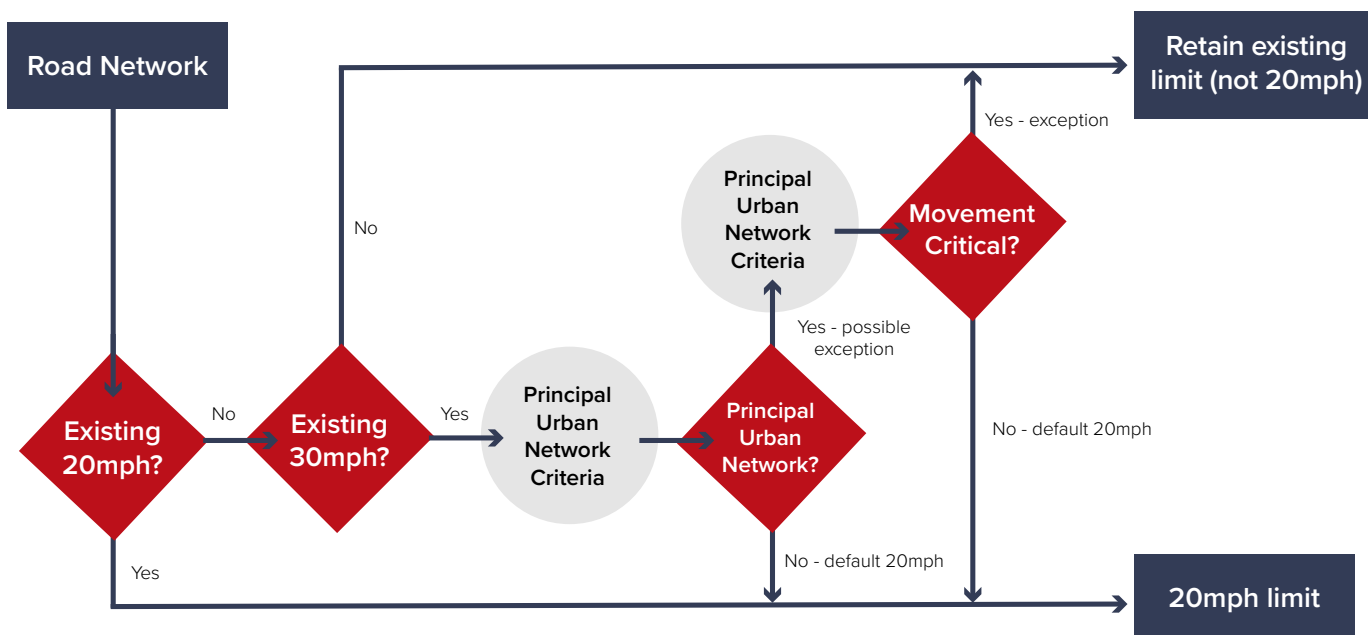 Road Network
Retain existing
limit (not 20mph)
Yes - exception
Principal
Urban
Network
Criteria
Movement
Critical?
No
Yes - possible
exception
Existing
20mph?
No
Existing
30mph?
Yes
Principal
Urban
Network
Criteria
Principal
Urban
Network?
No - default 20mph
Yes
No - default 20mph
20mph limit